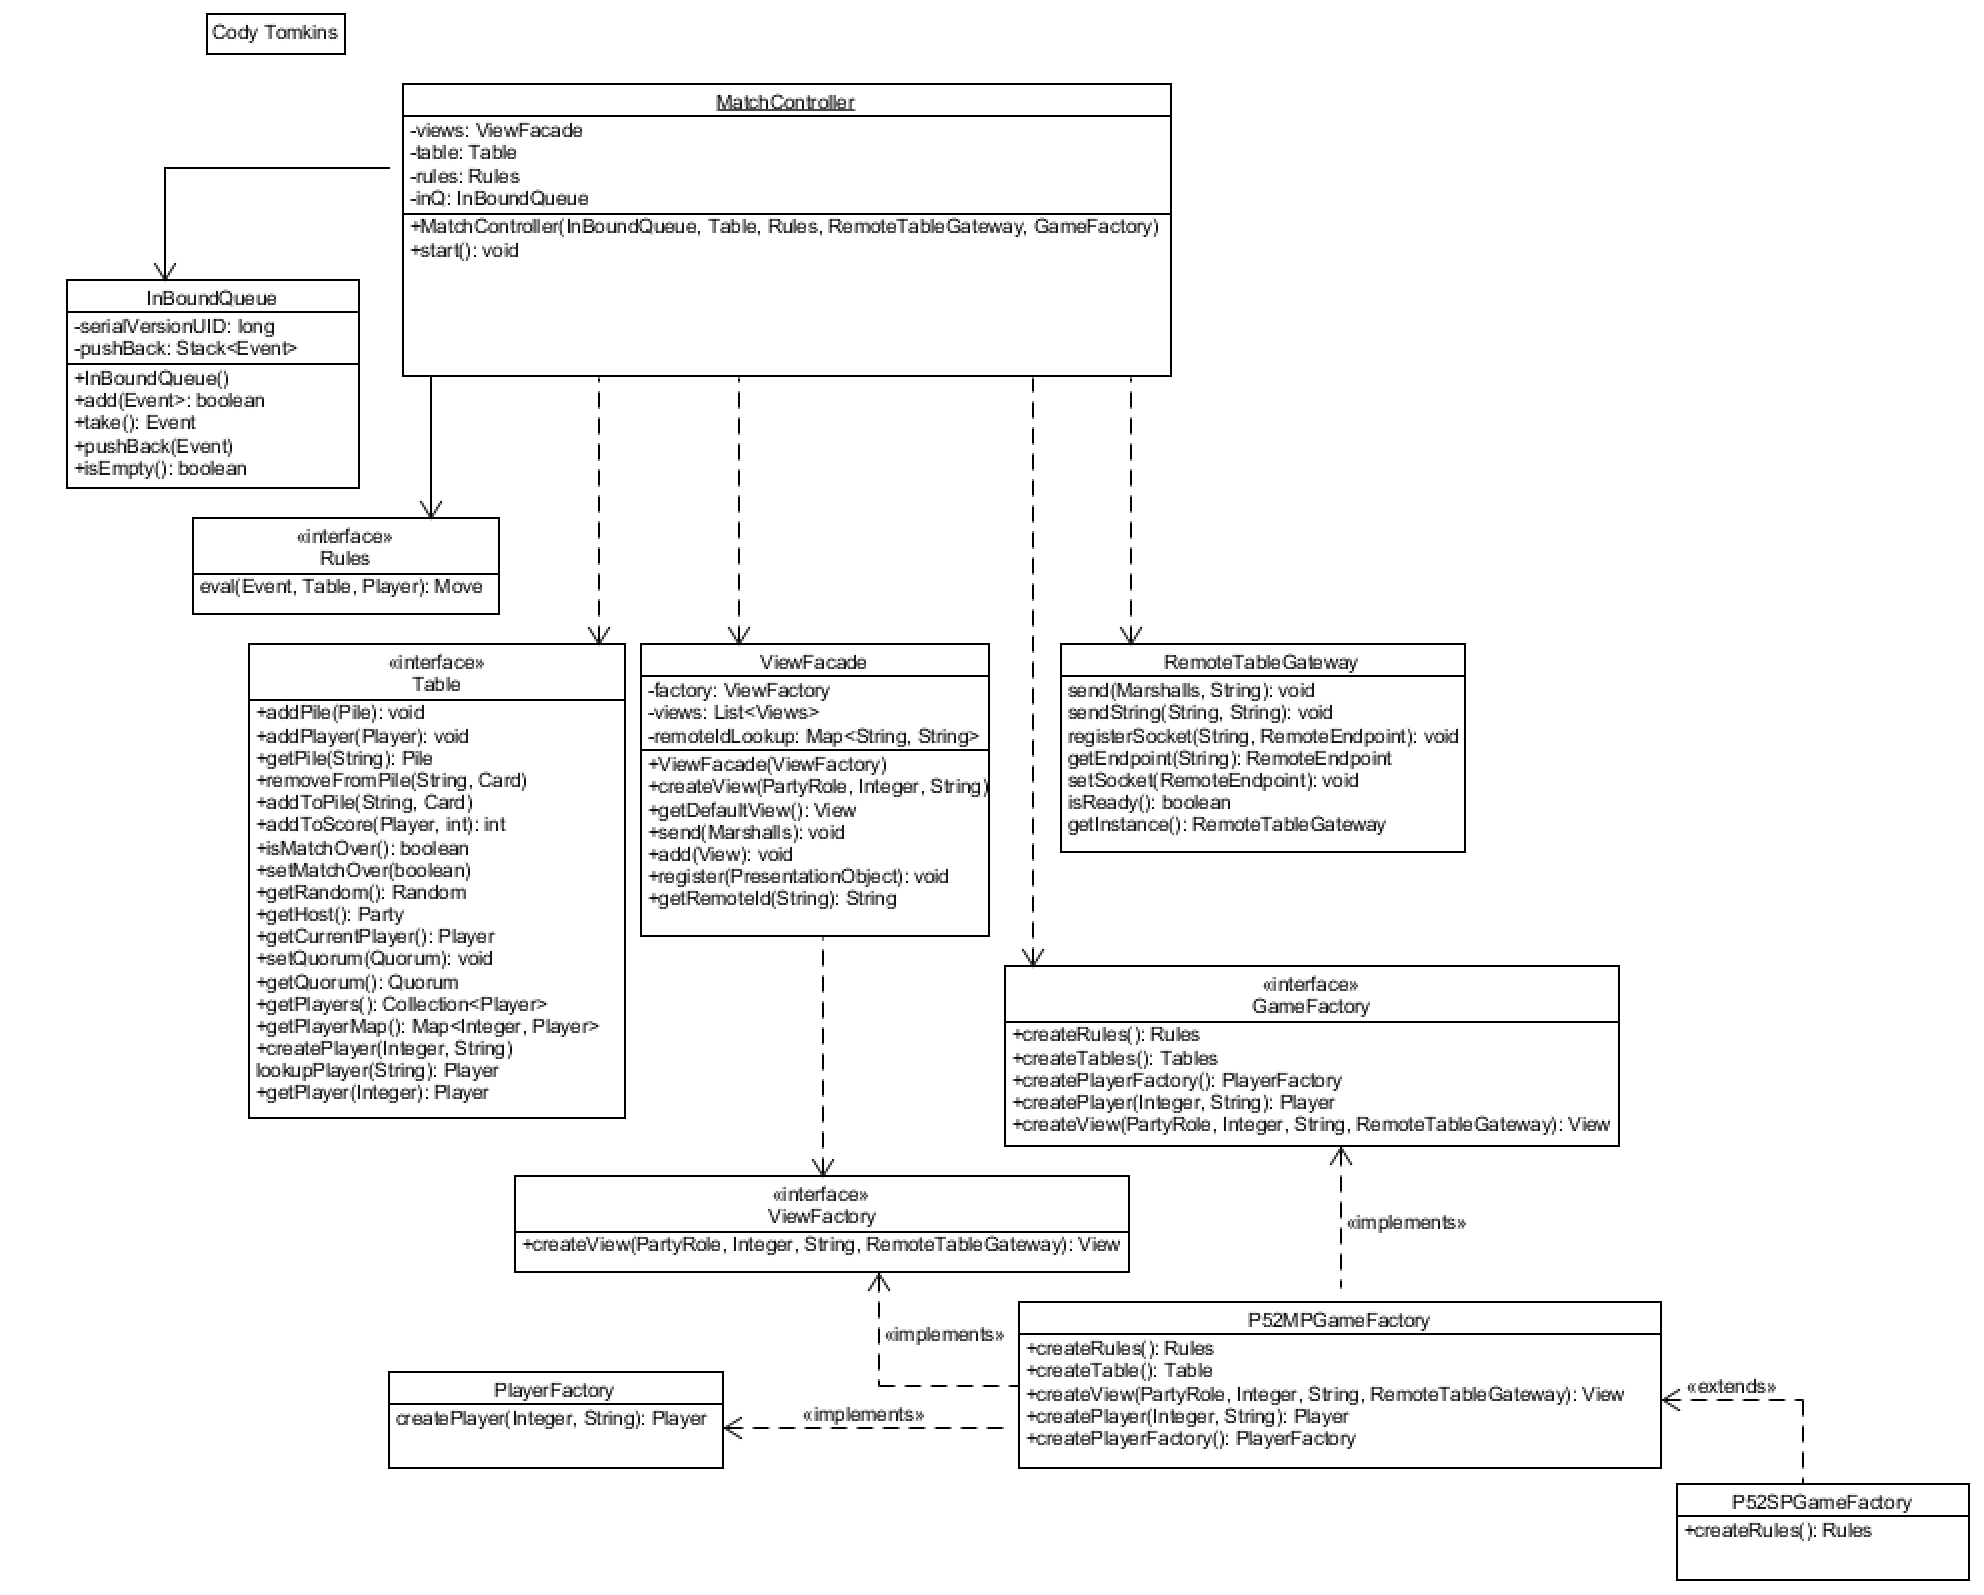 Cody Tomkins
MatchController
-views: ViewFacade
-table: Table
-rules: Rules
-inQ: InBoundQueue
+MatchController(InBoundQueue, Table, Rules, RemoteTableGateway, GameFactory)
+start(): void
InBoundQueue
-serialVersionUID: long
-pushBack: Stack<Event>
+InBoundQueue()
+add(Event>: boolean
+take(): Event
+pushBack(Event)
+isEmpty(): boolean
«interface»
Rules
eval(Event, Table, Player): Move
«interface»
Table
+addPile(Pile): void
+addPlayer(Player): void
+getPile(String): Pile
+removeFromPile(String, Card)
+addToPile(String, Card)
+addToScore(Player, int): int
+isMatchOver(): boolean
+setMatchOver(boolean)
+getRandom(): Random
+getHost(): Party
+getCurrentPlayer(): Player
+setQuorum(Quorum): void
+getQuorum(): Quorum
+getPlayers(): Collection<Player>
+getPlayerMap(): Map<Integer, Player>
+createPlayer(Integer, String)
lookupPlayer(String): Player
+getPlayer(Integer): Player
ViewFacade
-factory: ViewFactory
-views: List<Views>
-remoteIdLookup: Map<String, String>
+ViewFacade(ViewFactory)
+createView(PartyRole, Integer, String)
+getDefaultView(): View
+send(Marshalls): void
+add(View): void
+register(PresentationObject): void
+getRemoteId(String): String
RemoteTableGateway
send(Marshalls, String): void
sendString(String, String): void
registerSocket(String, RemoteEndpoint): void
getEndpoint(String): RemoteEndpoint
setSocket(RemoteEndpoint): void
isReady(): boolean
getInstance(): RemoteTableGateway
«interface»
GameFactory
+createRules(): Rules
+createTables(): Tables
+createPlayerFactory(): PlayerFactory
+createPlayer(Integer, String): Player
+createView(PartyRole, Integer, String, RemoteTableGateway): View
«interface»
ViewFactory
+createView(PartyRole, Integer, String, RemoteTableGateway): View
«implements»
«implements»
P52MPGameFactory
+createRules(): Rules
+createTable(): Table
+createView(PartyRole, Integer, String, RemoteTableGateway): View
+createPlayer(Integer, String): Player
+createPlayerFactory(): PlayerFactory
PlayerFactory
createPlayer(Integer, String): Player
«implements»
«extends»
P52SPGameFactory
+createRules(): Rules